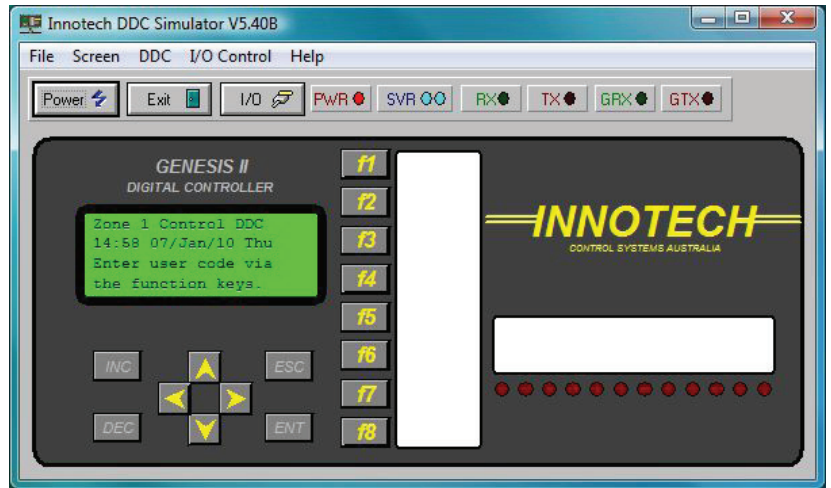 Innotech DDC Simulator V5.40B
File Screen DDC I/O Control Help
Power Exit I/O PWR SVR RX TX GRX GTX
GENESIS II
DIGITAL CONTROLLER
Zone 1 Control DDC
14:58 07/Jan/10 Thu
Enter user code via
the function keys.
INC
ESC
DEC
ENT
f1
f2
f3
f4
f5
f6
f7
f8
INNOTECH
CONTROL SYSTEMS AUSTRALIA